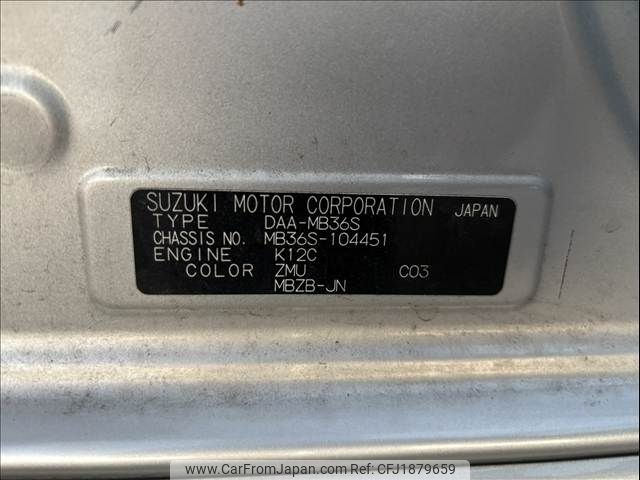 SUZUKI MOTOR CORPORATION JAPAN
TYPE DAA-MB36S
CHASSIS NO. MB36S-104451
ENGINE K12C
COLOR ZMU C03
MBZB-JN
www.CarFromJapan.com CFJ1879659